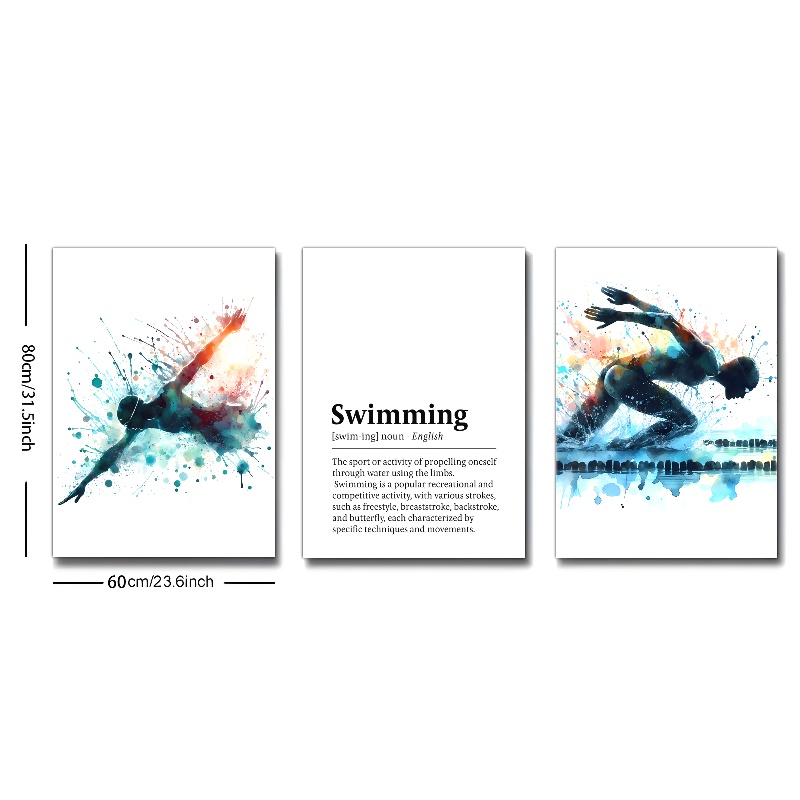 80cm/31.5inch
Swimming
[swim·ing] noun · English
The sport or activity of propelling oneself
through water using the limbs.
Swimming is a popular recreational and
competitive activity, with various strokes,
such as freestyle, breaststroke, backstroke,
and butterfly, each characterized by
specific techniques and movements.
60cm/23.6inch